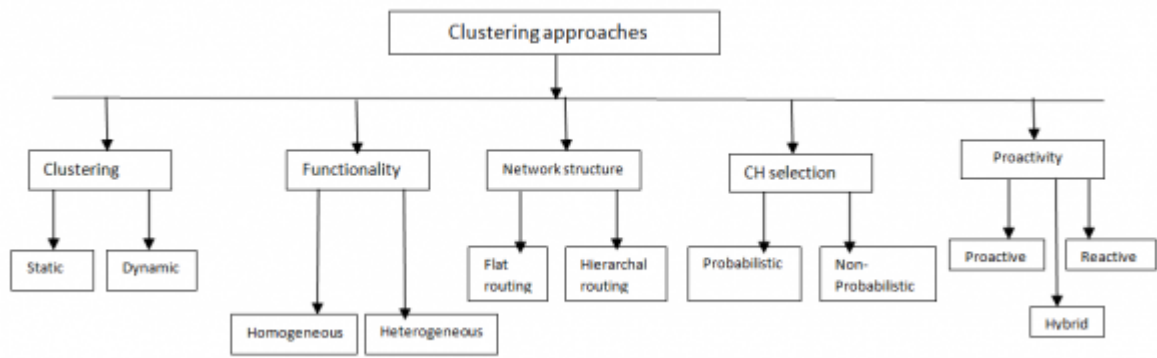 Clustering approaches
Clustering
Functionality
Network structure
CH selection
Proactivity
Static
Dynamic
Homogeneous
Heterogeneous
Flat
routing
Hierarchal
routing
Probabilistic
Non-
Probabilistic
Proactive
Reactive
Hybrid